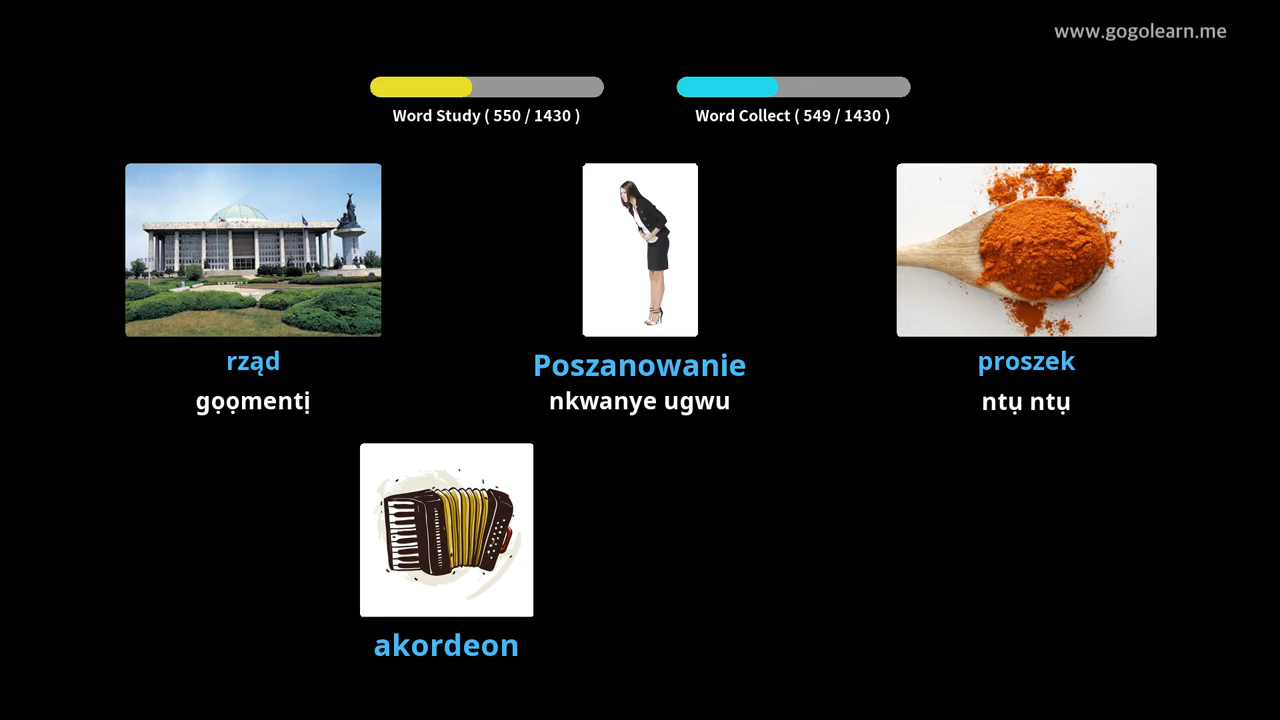 www.gogolearn.me
Word Study ( 550 / 1430 )
Word Collect ( 549 / 1430 )
rząd
Poszanowanie
proszek
gọọmentị
nkwanye ugwu
ntụ ntụ
akordeon